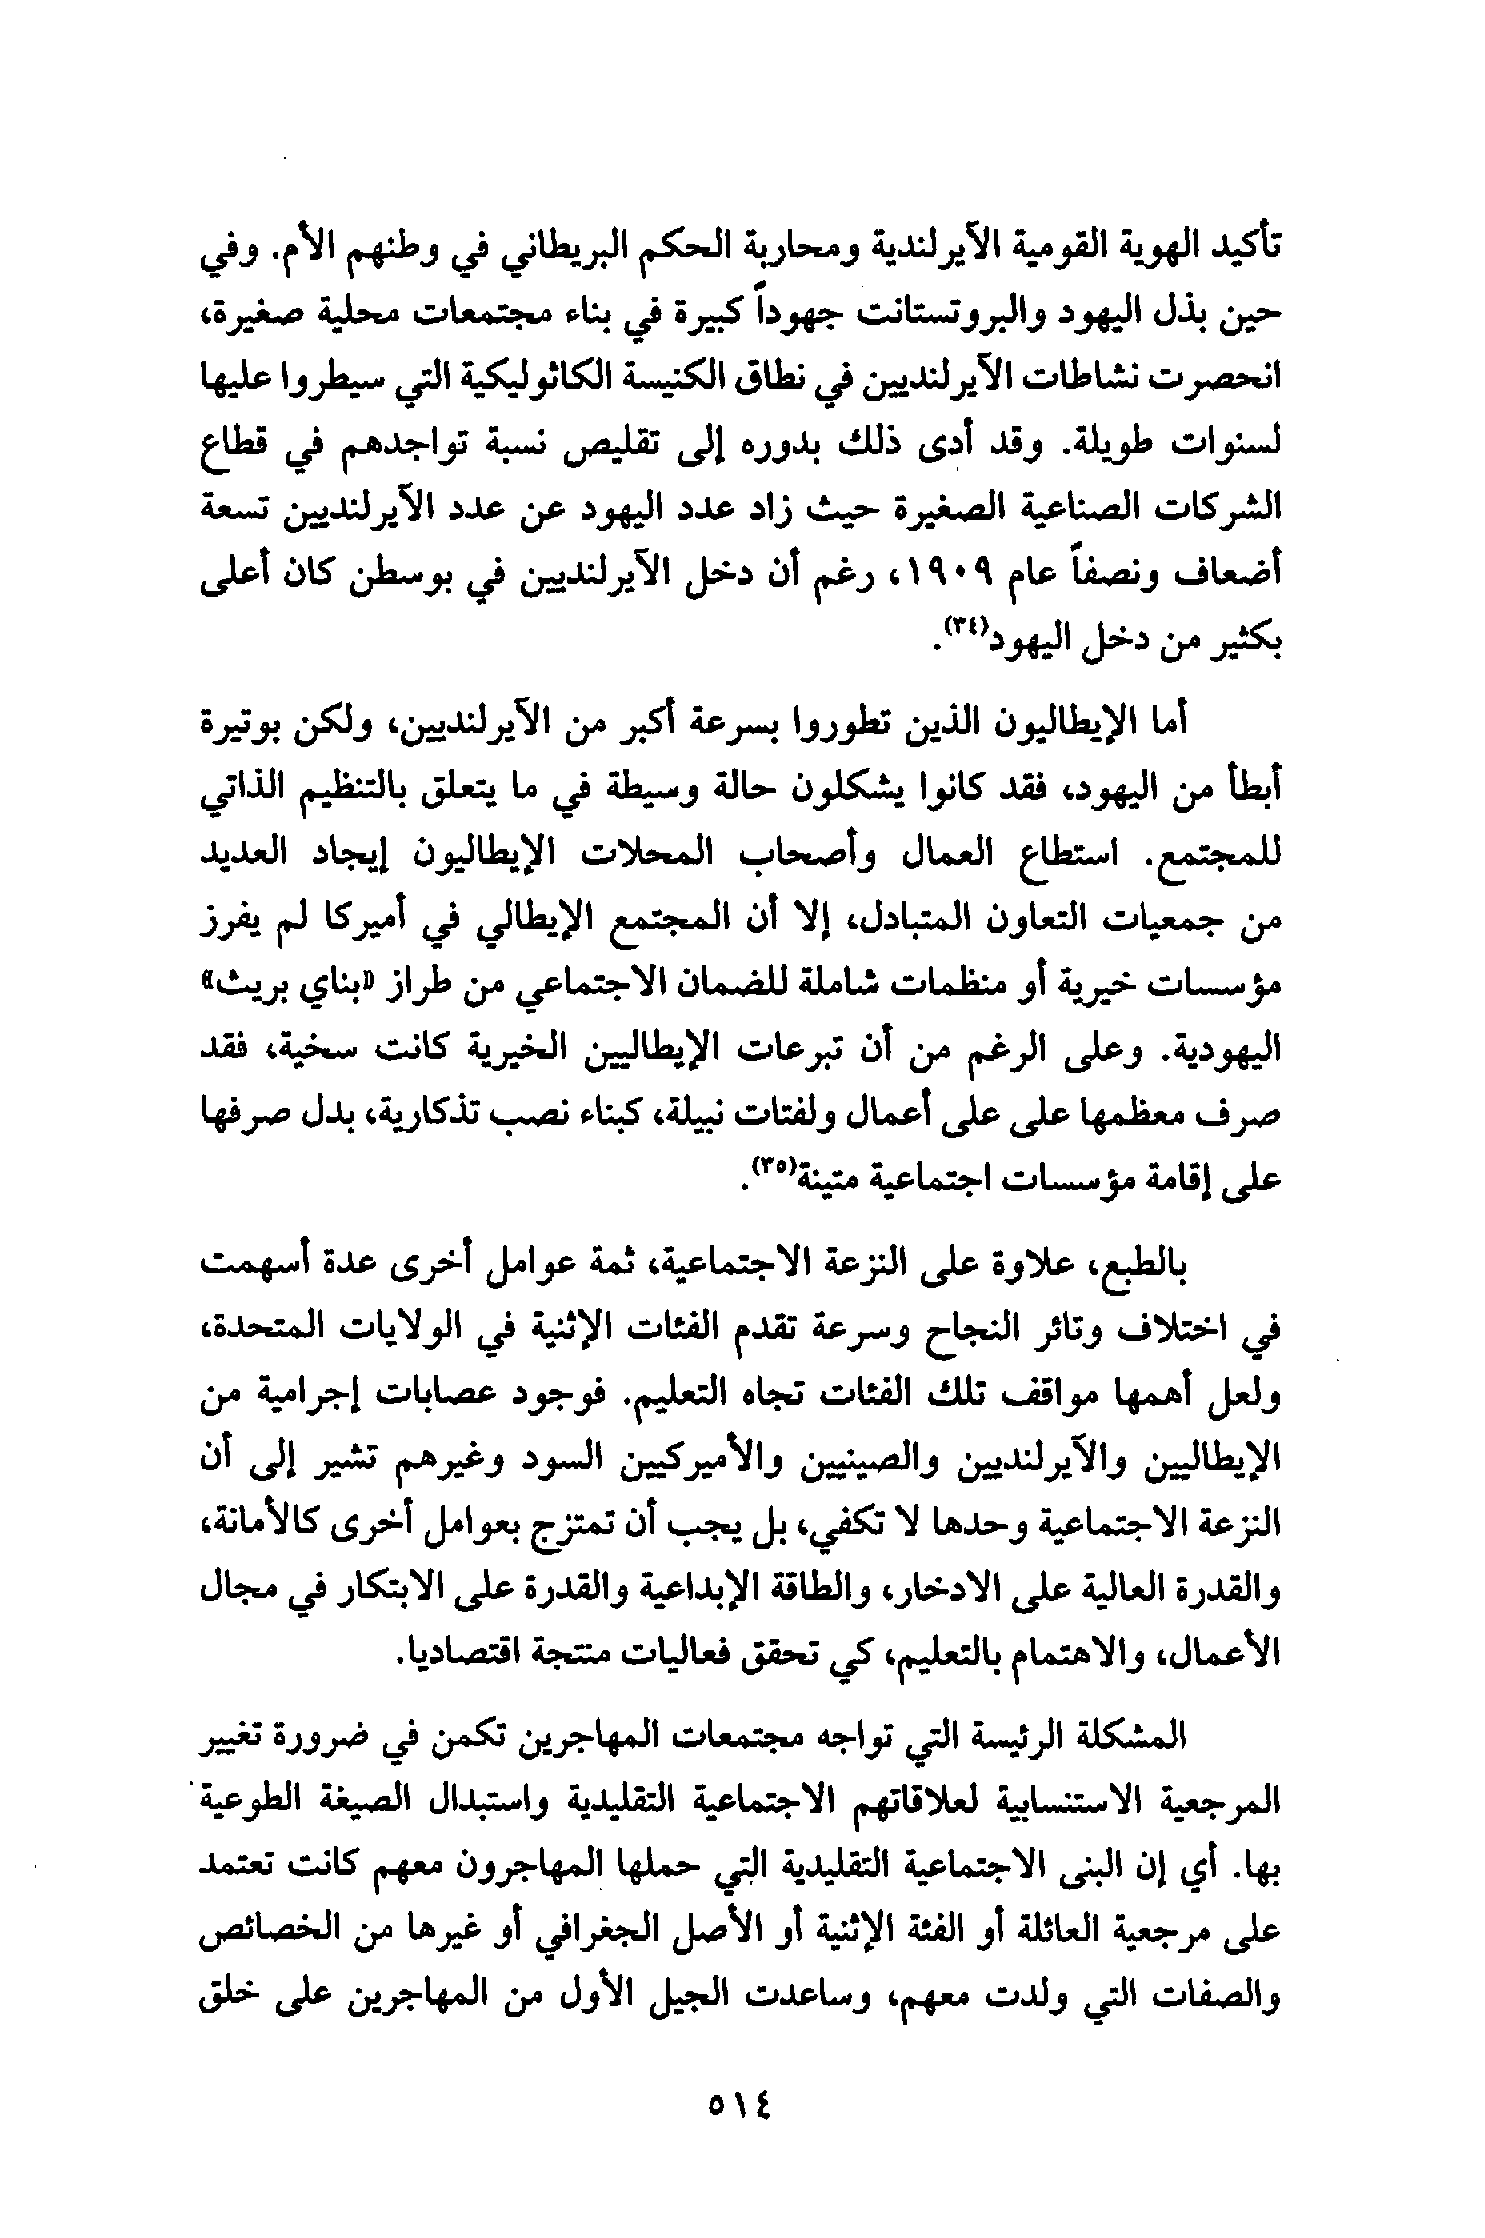 تأكيد الهوية القومية الآيرلندية ومحاربة الحكم البريطاني في وطنهم الأم. وفي
حين بذل اليهود والبروتستانت جهوداً كبيرة في بناء مجتمعات محلية صغيرة،
انحصرت نشاطات الآيرلنديين في نطاق الكنيسة الكاثوليكية التي سيطروا عليها
لسنوات طويلة. وقد أدى ذلك بدوره إلى تقليص نسبة تواجدهم في قطاع
الشركات الصناعية الصغيرة حيث زاد عدد اليهود عن عدد الآيرلنديين تسعة
أضعاف ونصفاً عام ١٩٠٩، رغم أن دخل الآيرلنديين في بوسطن كان أعلى
بكثير من دخل اليهود(٣٤).
أما الإيطاليون الذين تطوروا بسرعة أكبر من الآيرلنديين، ولكن بوتيرة
أبطأ من اليهود، فقد كانوا يشكلون حالة وسيطة في ما يتعلق بالتنظيم الذاتي
للمجتمع. استطاع العمال وأصحاب المحلات الإيطاليون إيجاد العديد
من جمعيات التعاون المتبادل، إلا أن المجتمع الإيطالي في أميركا لم يفرز
مؤسسات خيرية أو منظمات شاملة للضمان الاجتماعي من طراز «بناي بريث»
اليهودية. وعلى الرغم من أن تبرعات الإيطاليين الخيرية كانت سخية، فقد
صرف معظمها على على أعمال ولفتات نبيلة، كبناء نصب تذكارية، بدل صرفها
على إقامة مؤسسات اجتماعية متينة(٣٥).
بالطبع، علاوة على النزعة الاجتماعية، ثمة عوامل أخرى عدة أسهمت
في اختلاف وتائر النجاح وسرعة تقدم الفئات الإثنية في الولايات المتحدة،
ولعل أهمها مواقف تلك الفئات تجاه التعليم. فوجود عصابات إجرامية من
الإيطاليين والآيرلنديين والصينيين والأميركيين السود وغيرهم تشير إلى أن
النزعة الاجتماعية وحدها لا تكفي، بل يجب أن تمتزج بعوامل أخرى كالأمانة،
والقدرة العالية على الادخار، والطاقة الإبداعية والقدرة على الابتكار في مجال
الأعمال، والاهتمام بالتعليم، كي تحقق فعاليات منتجة اقتصاديا.
المشكلة الرئيسة التي تواجه مجتمعات المهاجرين تكمن في ضرورة تغيير
المرجعية الاستنسابية لعلاقاتهم الاجتماعية التقليدية واستبدال الصيغة الطوعية
بها. أي إن البنى الاجتماعية التقليدية التي حملها المهاجرون معهم كانت تعتمد
على مرجعية العائلة أو الفئة الإثنية أو الأصل الجغرافي أو غيرها من الخصائص
والصفات التي ولدت معهم، وساعدت الجيل الأول من المهاجرين على خلق
٥١٤